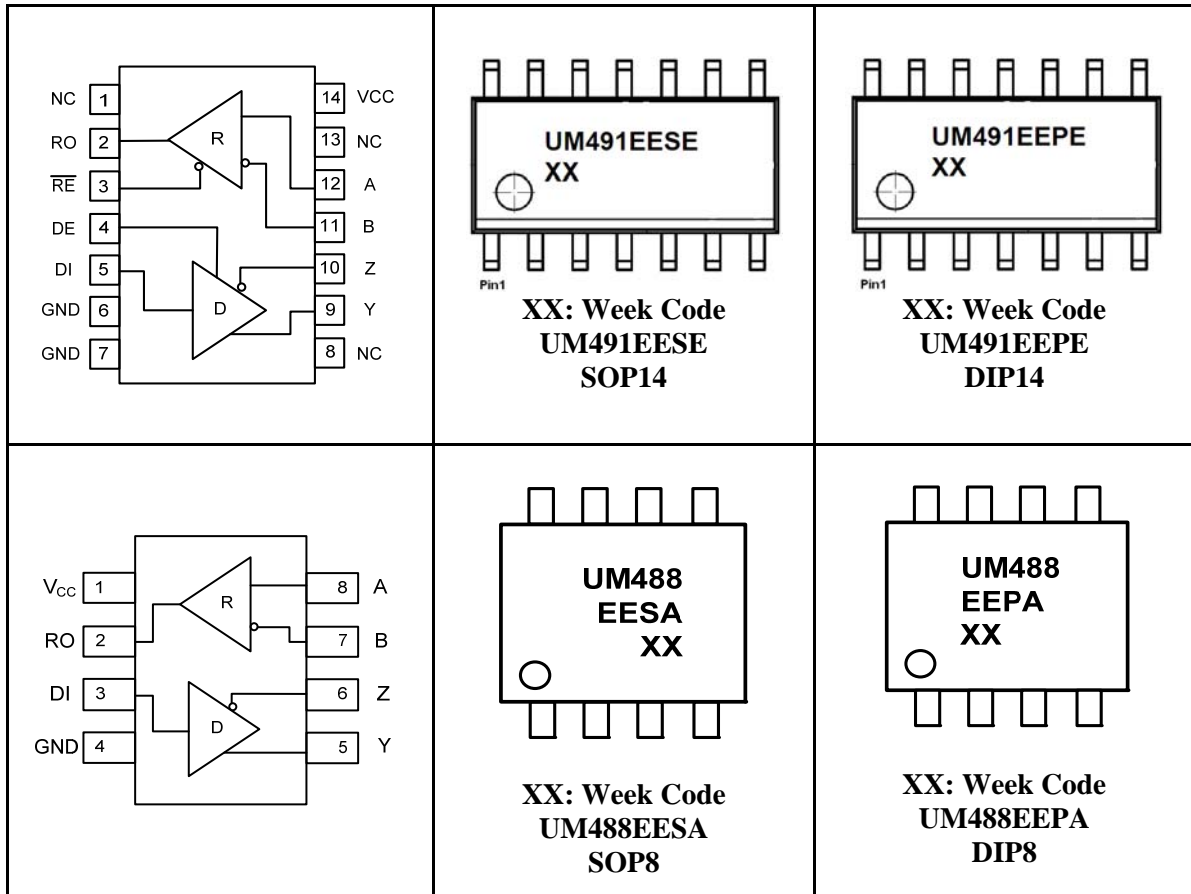 NC 1 14 VCC
RO 2 R 13 NC
RE 3 12 A
DE 4 11 B
DI 5 10 Z
GND 6 D 9 Y
GND 7 8 NC
UM491EESE
XX
Pin1
XX: Week Code
UM491EESE
SOP14
UM491EEPE
XX
Pin1
XX: Week Code
UM491EEPE
DIP14
VCC 1 8 A
RO 2 R 7 B
DI 3 6 Z
GND 4 D 5 Y
UM488
EESA
XX
XX: Week Code
UM488EESA
SOP8
UM488
EEPA
XX
XX: Week Code
UM488EEPA
DIP8